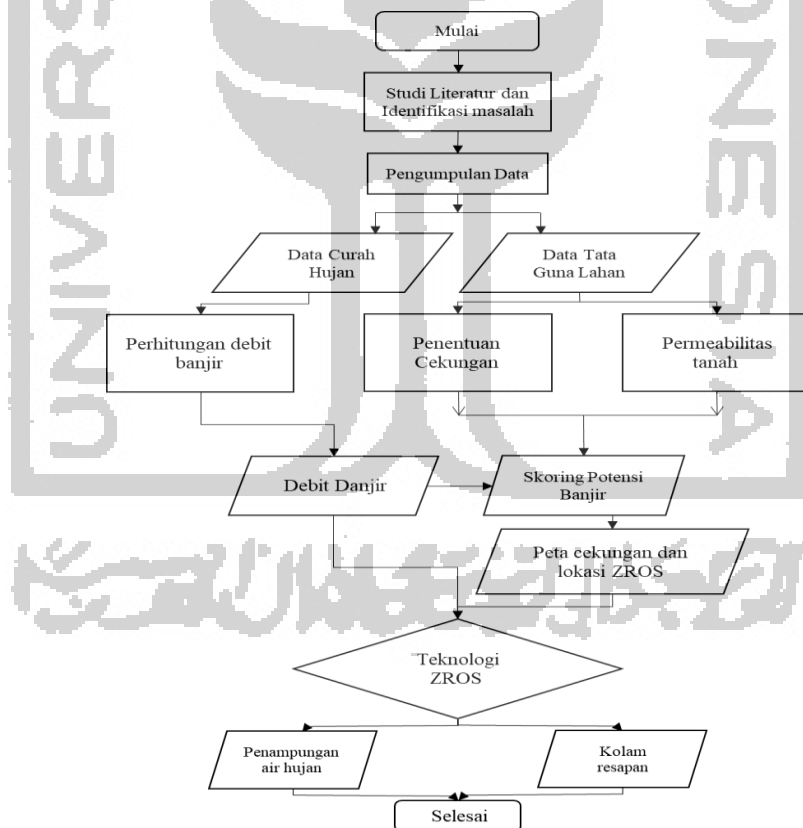 Mulai
Studi Literatur dan
Identifikasi masalah
Pengumpulan Data
Data Curah
Hujan
Data Tata
Guna Lahan
Perhitungan debit
banjir
Penentuan
Cekungan
Permeabilitas
tanah
Debit Danjir
Skoring Potensi
Banjir
Peta cekungan dan
lokasi ZROS
Teknologi
ZROS
Penampungan
air hujan
Kolam
resapan
Selesai
UNIVERS
ONESIA